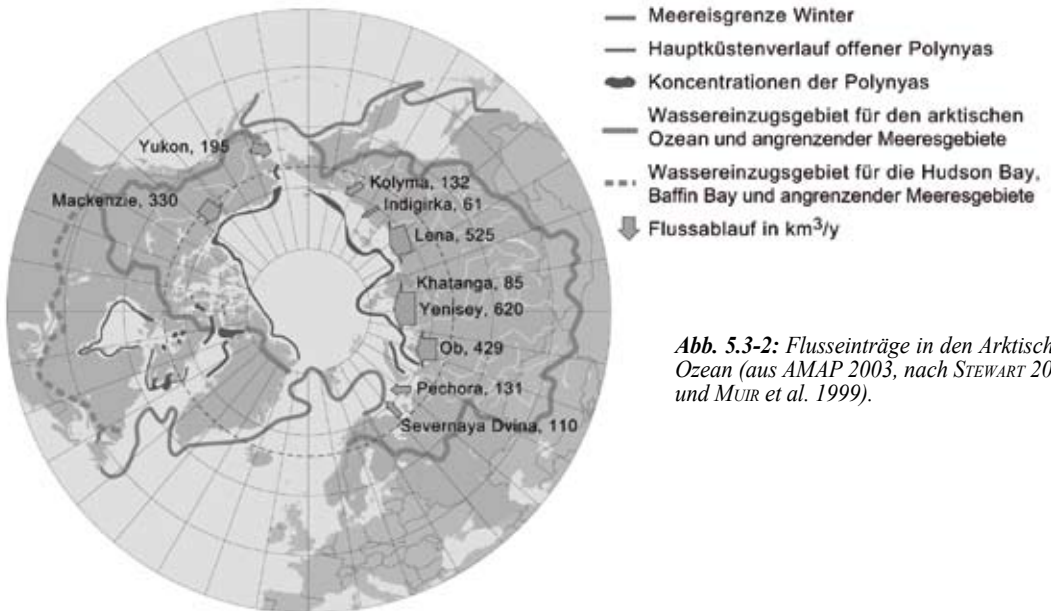 Meereisgrenze Winter
Hauptküstenverlauf offener Polynyas
Koncentrationen der Polynyas
Wassereinzugsgebiet für den arktischen
Ozean und angrenzender Meeresgebiete
Wassereinzugsgebiet für die Hudson Bay,
Baffin Bay und angrenzender Meeresgebiete
Flussablauf in km³/y
Yukon, 195
Mackenzie, 330
Kolyma, 132
Indigirka, 61
Lena, 525
Khatanga, 85
Yenisey, 620
Ob, 429
Pechora, 131
Severnaya Dvina, 110
Abb. 5.3-2: Flusseinträge in den Arktisch
Ozean (aus AMAP 2003, nach STEWART 20
und MUIR et al. 1999).